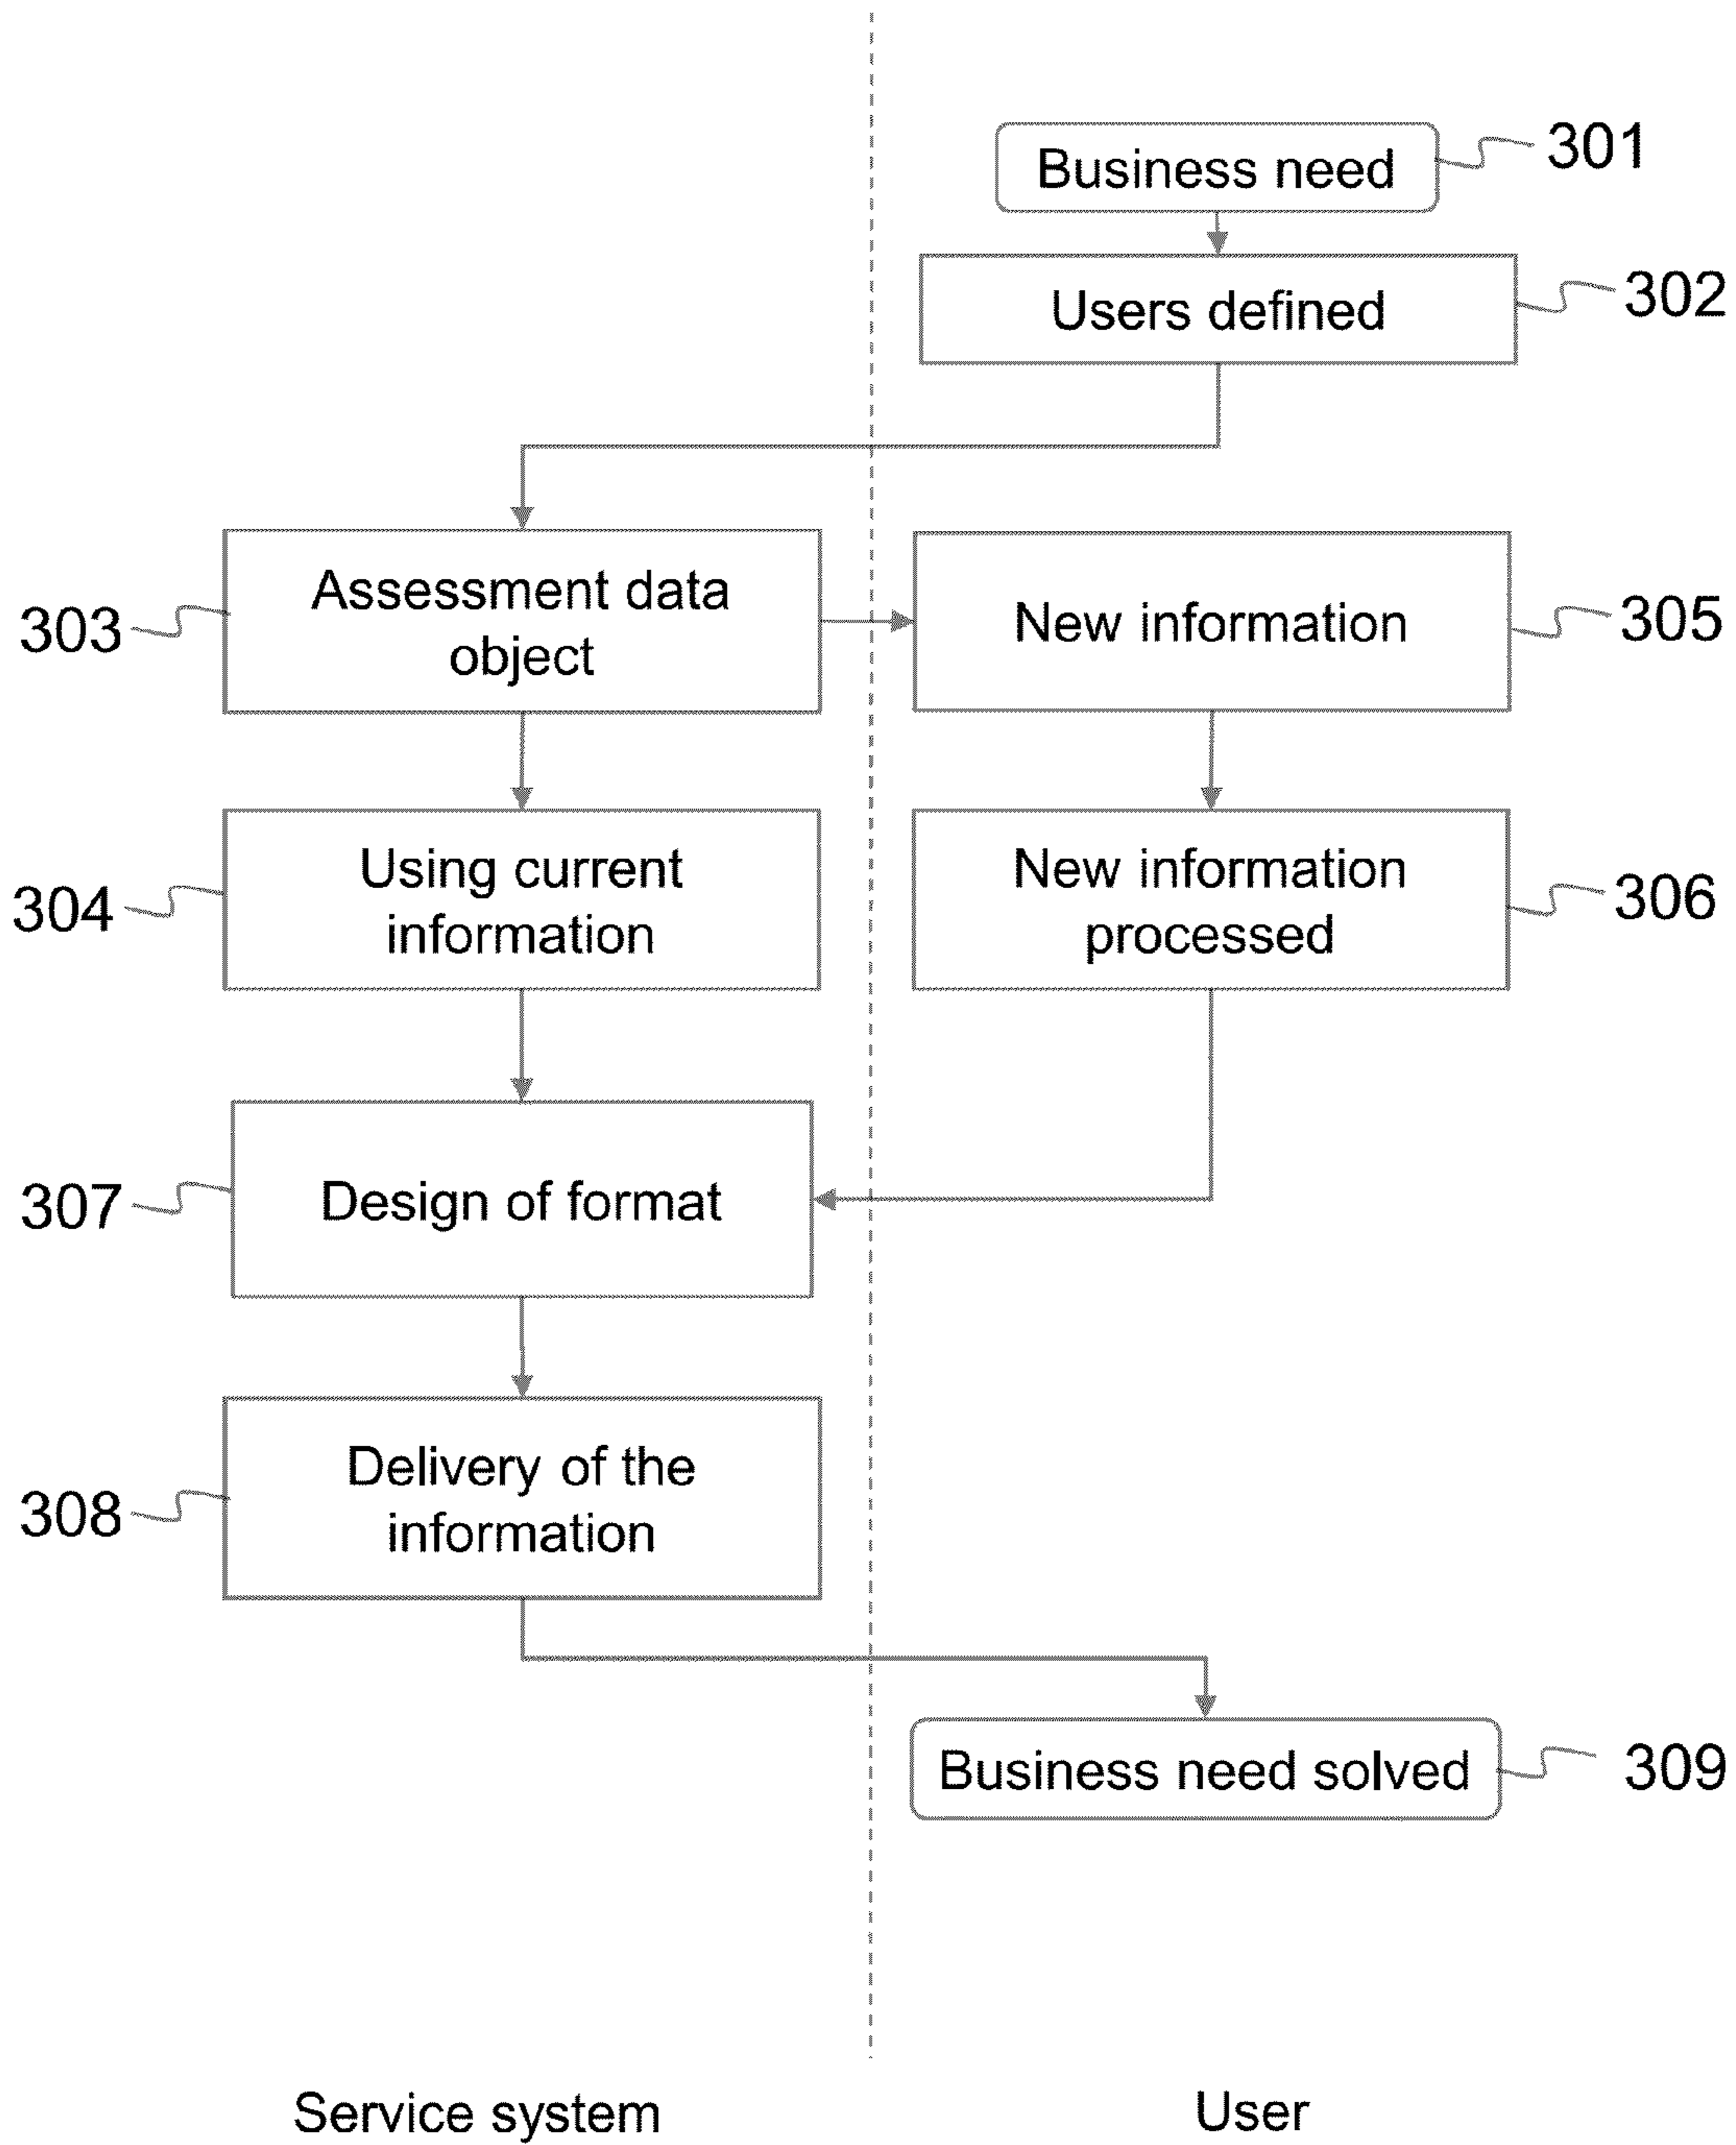 Business need
301
Users defined
302
303
Assessment data
object
New information
305
304
Using current
information
New information
processed
306
307
Design of format
308
Delivery of the
information
Business need solved
309
Service system
User